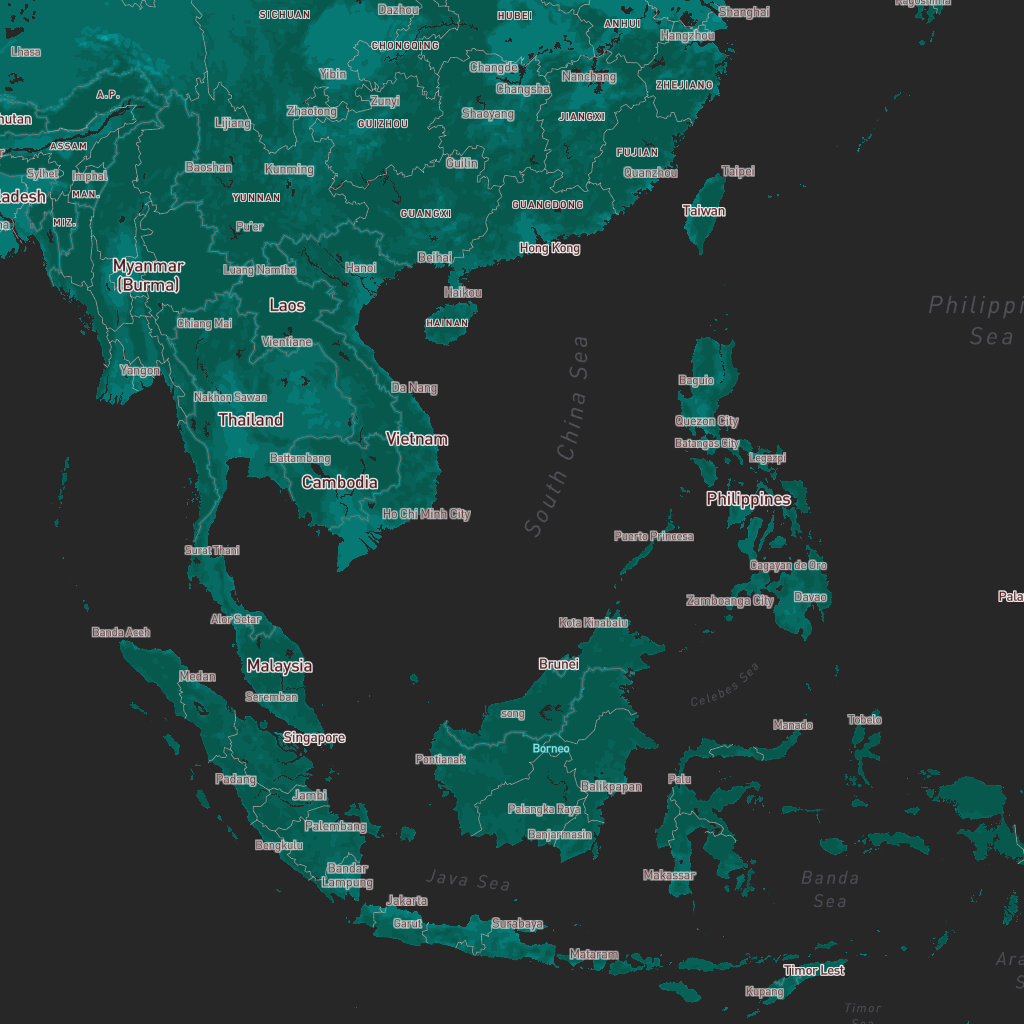 SICHUAN
Dazhou
HUBEI
ANHUI
Shanghai
Kagoshima
Lhasa
CHONGQING
Hangzhou
Yibin
Changde
Nanchang
A.P.
Changsha
ZHEJIANG
hutan
Zhaotong
Zunyi
Shaoyang
JIANGXI
Lijiang
GUIZHOU
ASSAM
FUJIAN
Sylhet
Imphal
Baoshan
Kunming
Guilin
Quanzhou
Taipei
ladesh
MAN.
YUNNAN
GUANGXI
GUANGDONG
Taiwan
MIZ.
Pu'er
Hong Kong
Myanmar
(Burma)
Luang Namtha
Hanoi
Beihai
Laos
Haikou
Philippi
Sea
Chiang Mai
HAINAN
Vientiane
Yangon
Da Nang
Baguio
Nakhon Sawan
Thailand
Quezon City
Vietnam
South China Sea
Batangas City
Battambang
Legazpi
Cambodia
Philippines
Ho Chi Minh City
Surat Thani
Puerto Princesa
Cagayan de Oro
Zamboanga City
Davao
Pala
Alor Setar
Kota Kinabalu
Banda Aseh
Malaysia
Brunei
Medan
Celebes Sea
Seremban
song
Tobelo
Manado
Singapore
Borneo
Pontianak
Padang
Palu
Balikpapan
Jambi
Palangka Raya
Palembang
Banjarmasin
Bengkulu
Bandar
Lampung
Makassar
Java Sea
Banda
Sea
Jakarta
Garut
Surabaya
Mataram
Timor Lest
Ara
S
Kupang
Timor
Sea